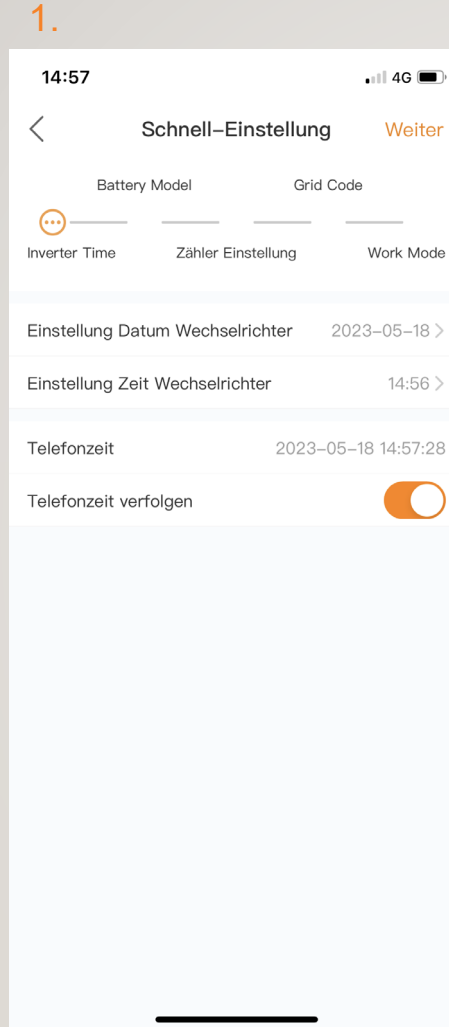 1.
14:57 4G
Schnell–Einstellung Weiter
Battery Model Grid Code
Inverter Time Zähler Einstellung Work Mode
Einstellung Datum Wechselrichter 2023–05–18
Einstellung Zeit Wechselrichter 14:56
Telefonzeit 2023–05–18 14:57:28
Telefonzeit verfolgen